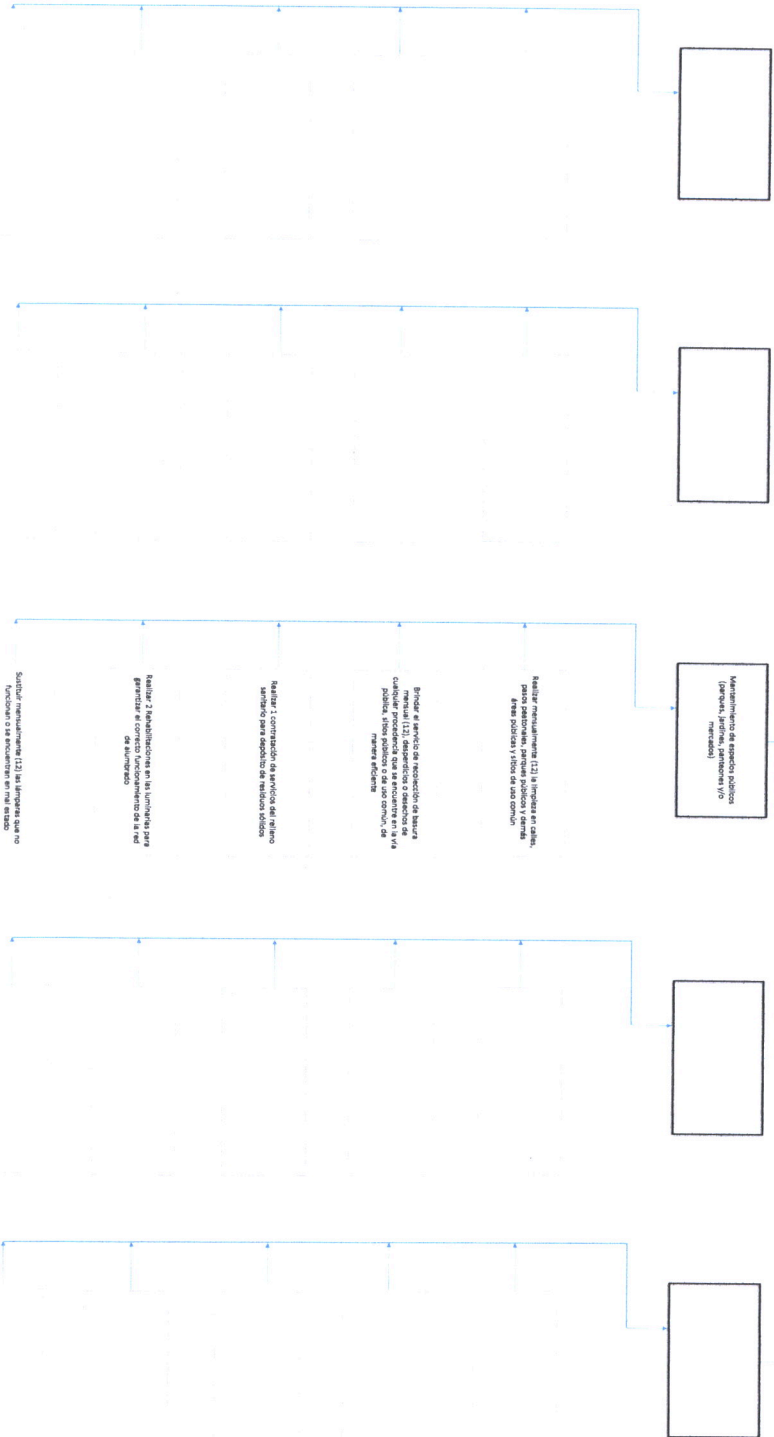 Mantenimiento de espacios públicos
(parques, jardines, panteones y/o
mercados)
Realizar mensualmente (12) la limpieza en calles,
pasos peatonales, parques públicos y demás
áreas públicas y sitios de uso común
Brindar el servicio de recolección de basura
mensual (12), desperdicios o desechos de
cualquier procedencia que se encuentre en la vía
pública, sitios públicos o de uso común, de
manera eficiente
Realizar 1 contratación de servicios del relleno
sanitario para depósito de residuos sólidos
Realizar 2 Rehabilitaciones en las luminarias para
garantizar el correcto funcionamiento de la red
de alumbrado
Sustituir mensualmente (12) las lámparas que no
funcionan o se encuentran en mal estado